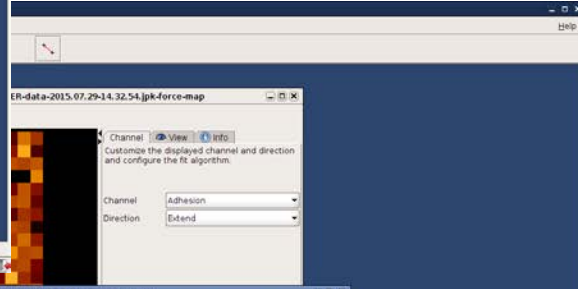 Help
ER-data-2015.07.29-14.32.54.jpk-force-map
Channel View Info
Customize the displayed channel and direction
and configure the fit algorithm.
Channel Adhesion
Direction Extend